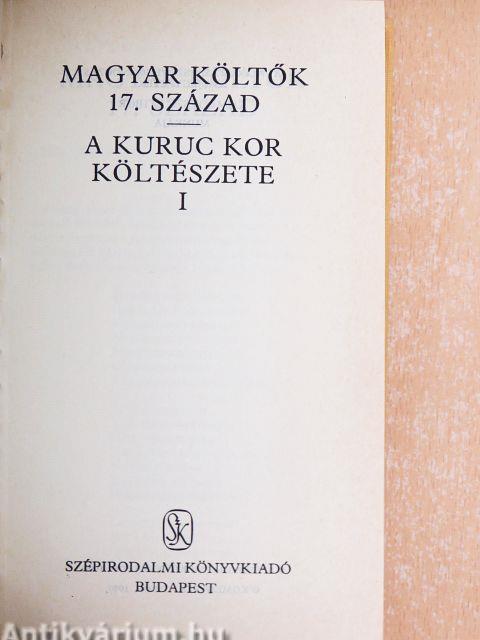 MAGYAR KÖLTŐK
17. SZÁZAD
A KURUC KOR
KÖLTÉSZETE
I
SzK
SZÉPIRODALMI KÖNYVKIADÓ
BUDAPEST
Antikvárium.hu